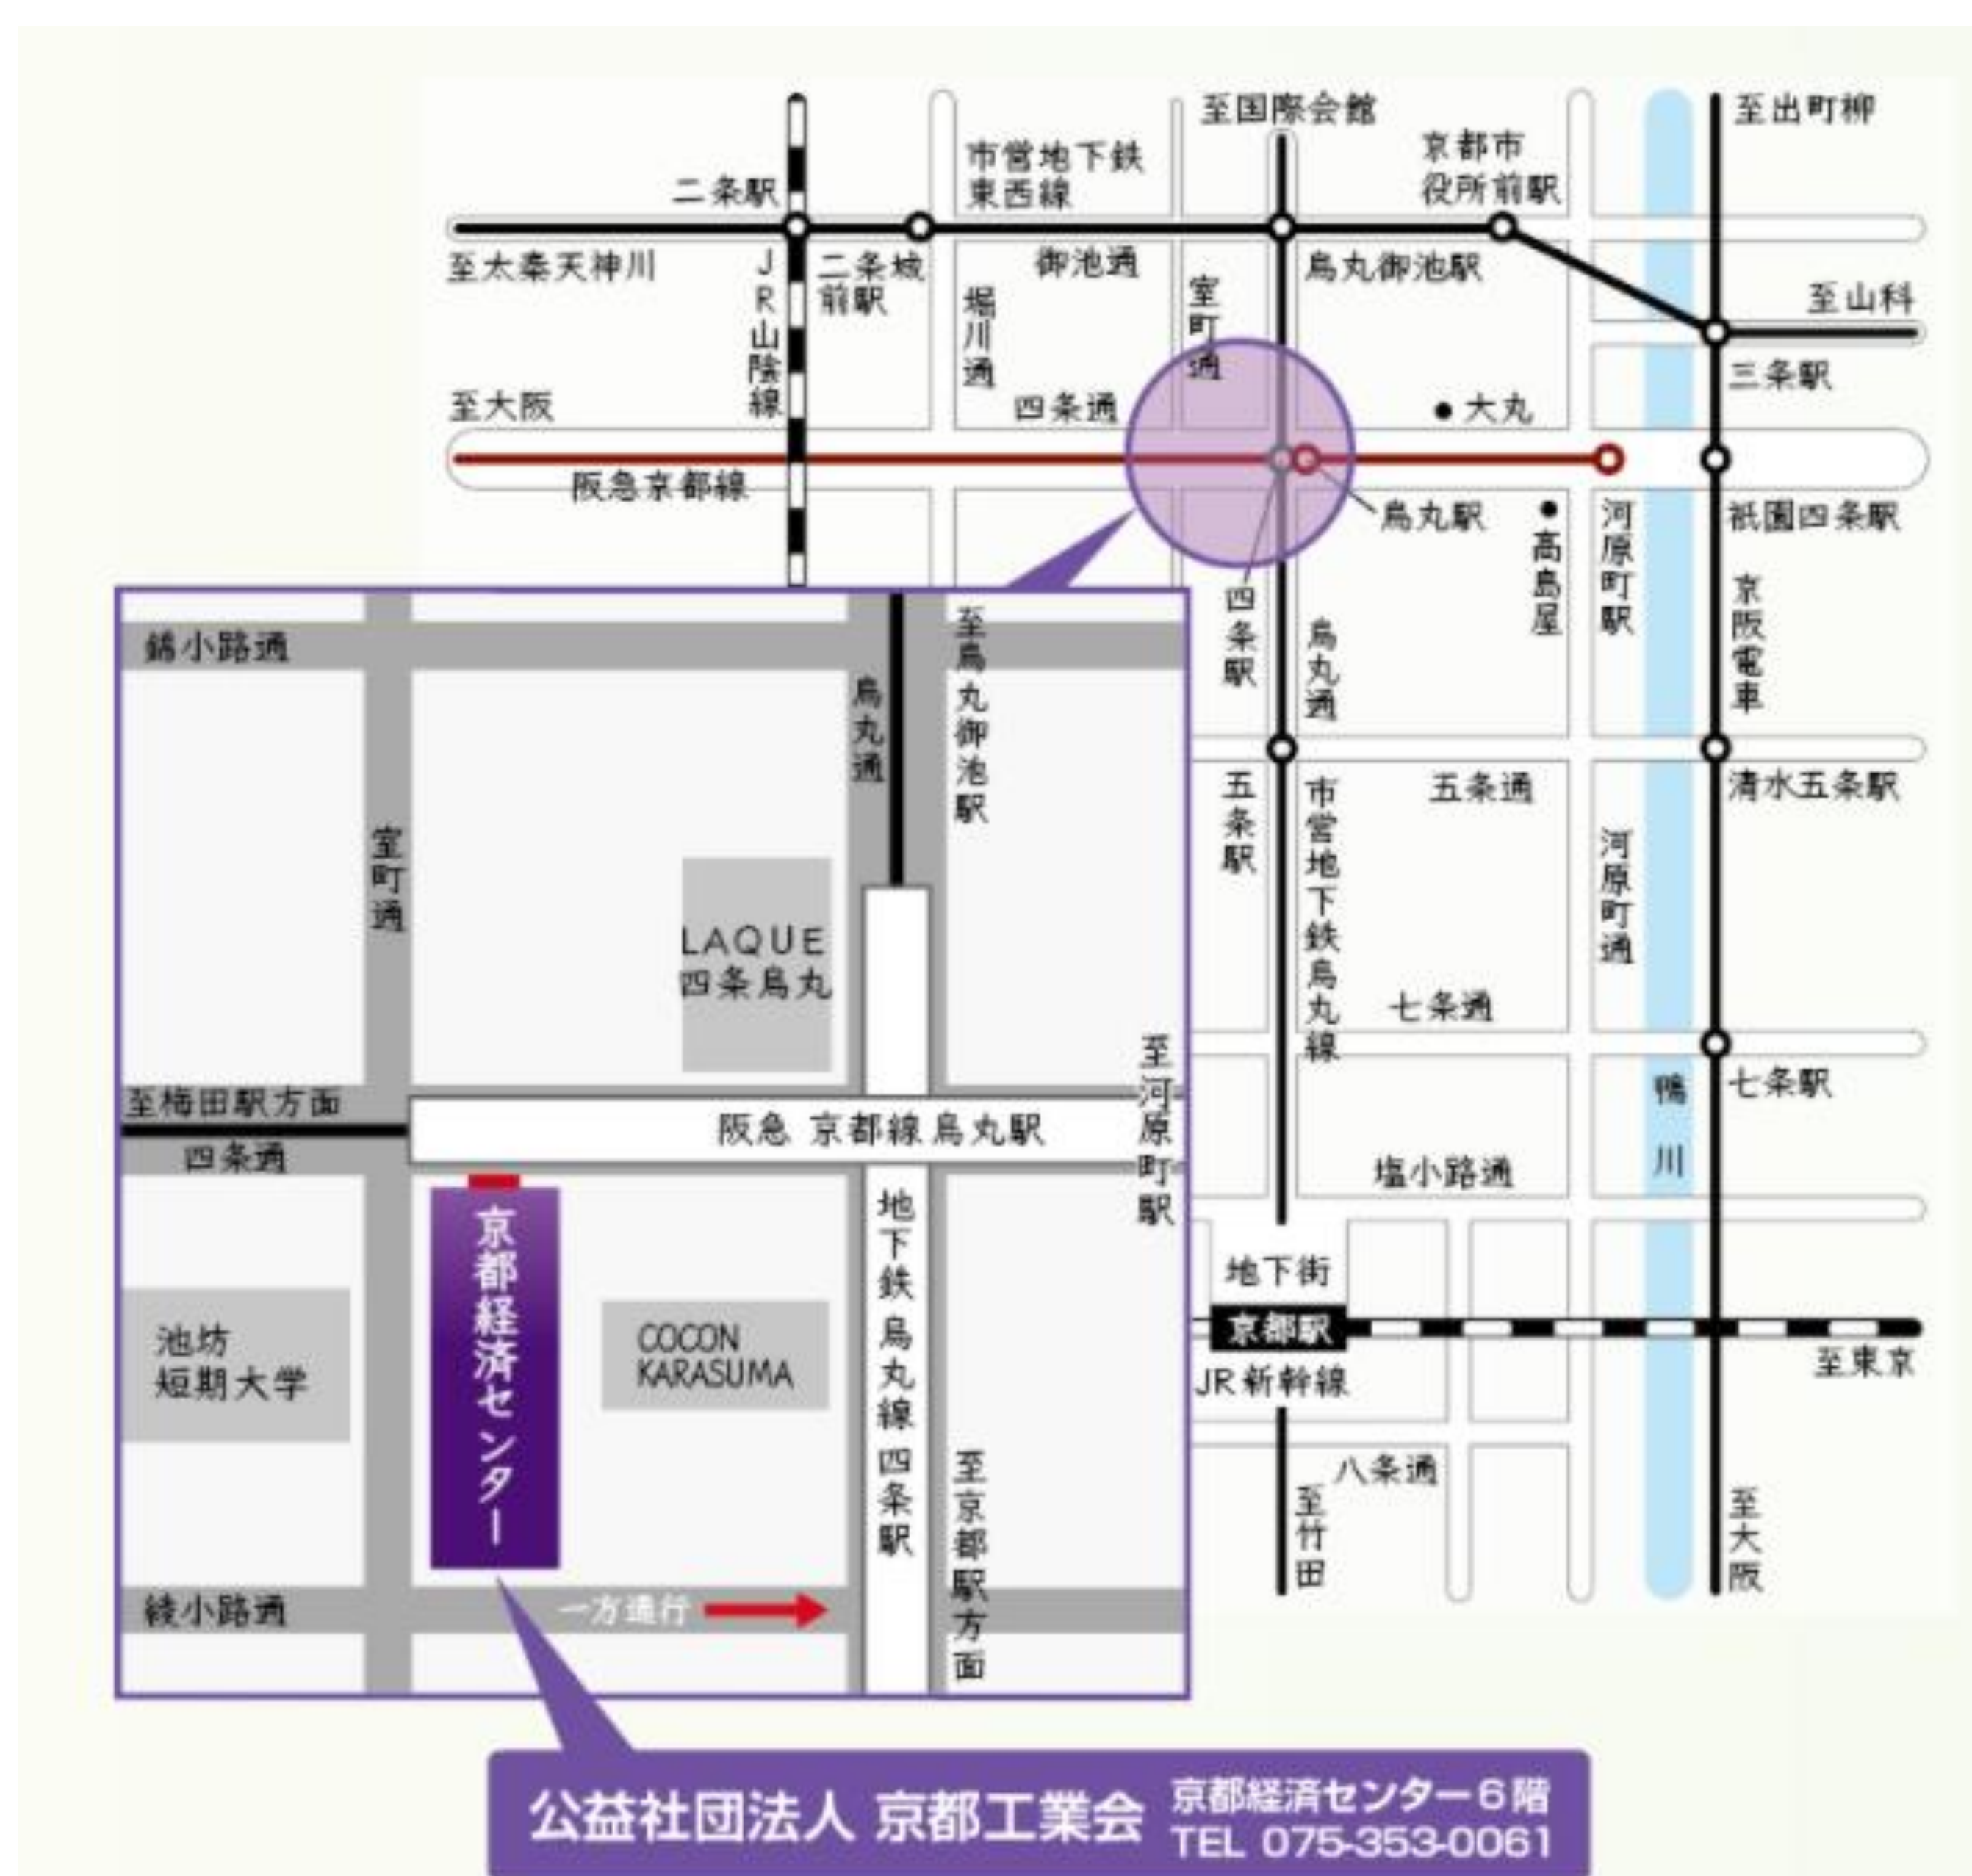 至国際会館
至出町柳
市営地下鉄
東西線
京都市
役所前駅
二条駅
至太秦天神川
JR山陰線
二条城
前駅
堀川通
御池通
室町通
烏丸御池駅
至山科
三条駅
至大阪
四条通
大丸
阪急京都線
烏丸駅
高島屋
河原町駅
祇園四条駅
四条駅
烏丸通
京阪電車
五条駅
市営地下鉄烏丸線
五条通
清水五条駅
河原町通
七条通
七条駅
鴨川
塩小路通
地下街
京都駅
JR新幹線
至東京
八条通
至竹田
至大阪
錦小路通
烏丸通
至烏丸御池駅
室町通
LAQUE
四条烏丸
至梅田駅方面
四条通
阪急 京都線 烏丸駅
至河原町駅
京都経済センター
地下鉄 烏丸線 四条駅
池坊
短期大学
COCON
KARASUMA
至京都駅方面
綾小路通
一方通行
公益社団法人 京都工業会
京都経済センター6階
TEL 075-353-0061